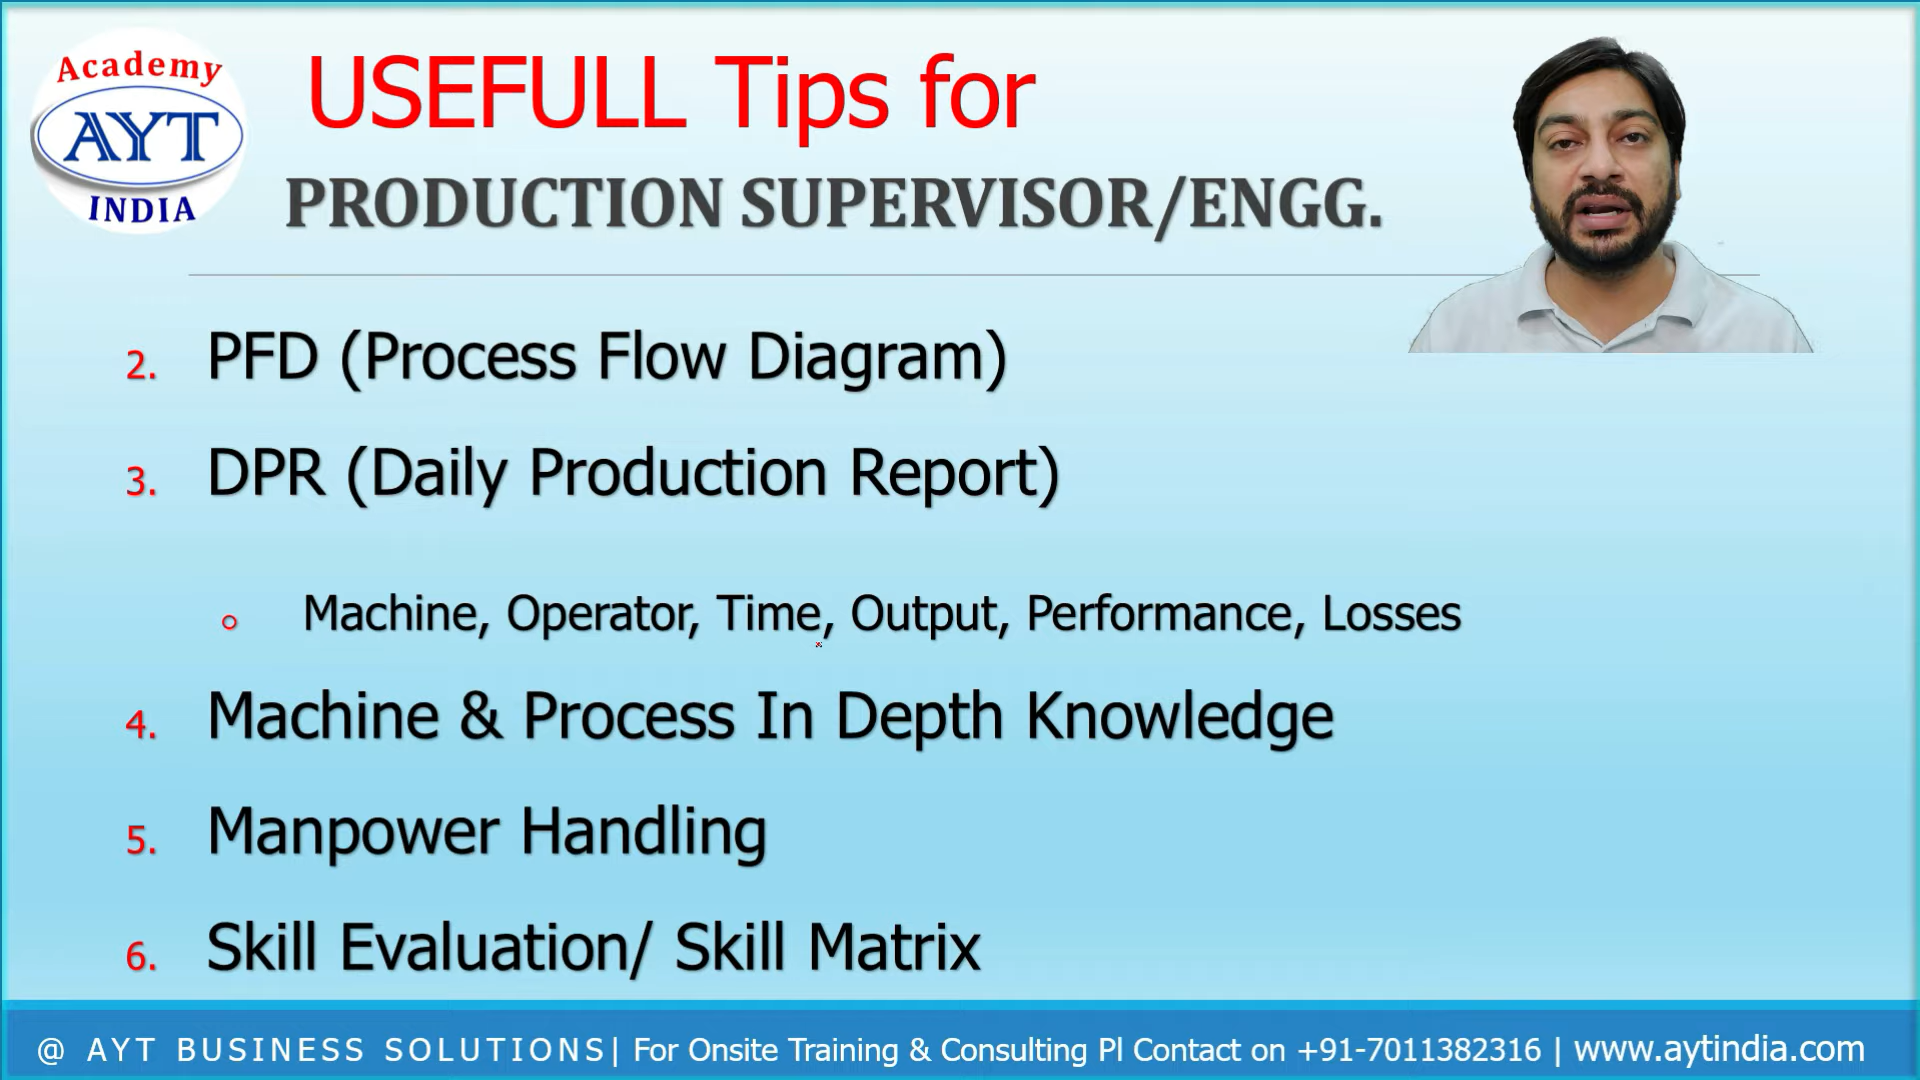 Academy
AYT
INDIA
USEFULL Tips for
PRODUCTION SUPERVISOR/ENGG.
2. PFD (Process Flow Diagram)
3. DPR (Daily Production Report)
Machine, Operator, Time, Output, Performance, Losses
4. Machine & Process In Depth Knowledge
5. Manpower Handling
6. Skill Evaluation/ Skill Matrix
@ AYT BUSINESS SOLUTIONS| For Onsite Training & Consulting Pl Contact on +91-7011382316 | www.aytindia.com